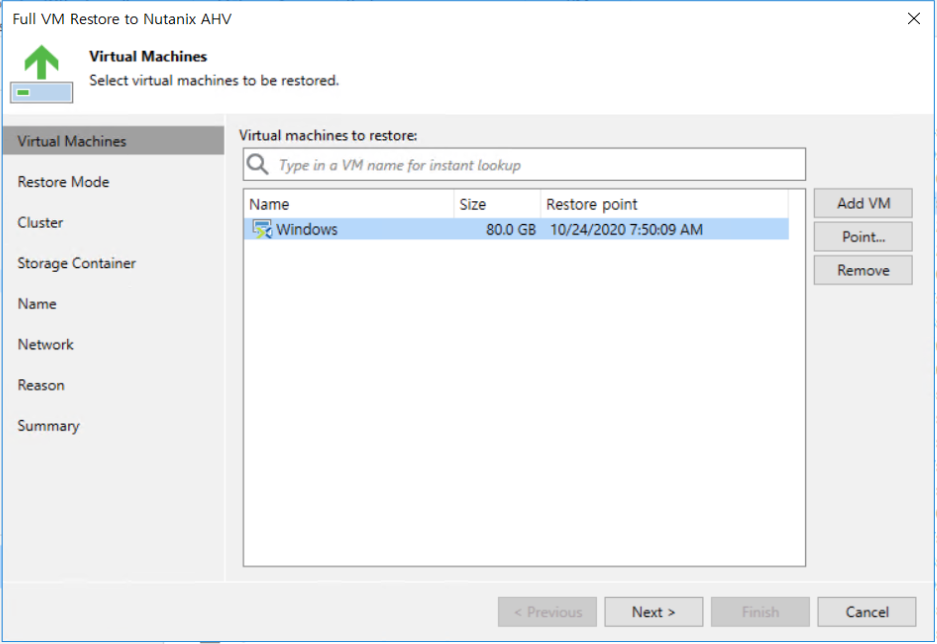 Full VM Restore to Nutanix AHV
Virtual Machines
Select virtual machines to be restored.
Virtual Machines
Restore Mode
Cluster
Storage Container
Name
Network
Reason
Summary
Virtual machines to restore:
Type in a VM name for instant lookup
Name Size Restore point
Windows 80.0 GB 10/24/2020 7:50:09 AM
Add VM
Point...
Remove
< Previous Next > Finish Cancel